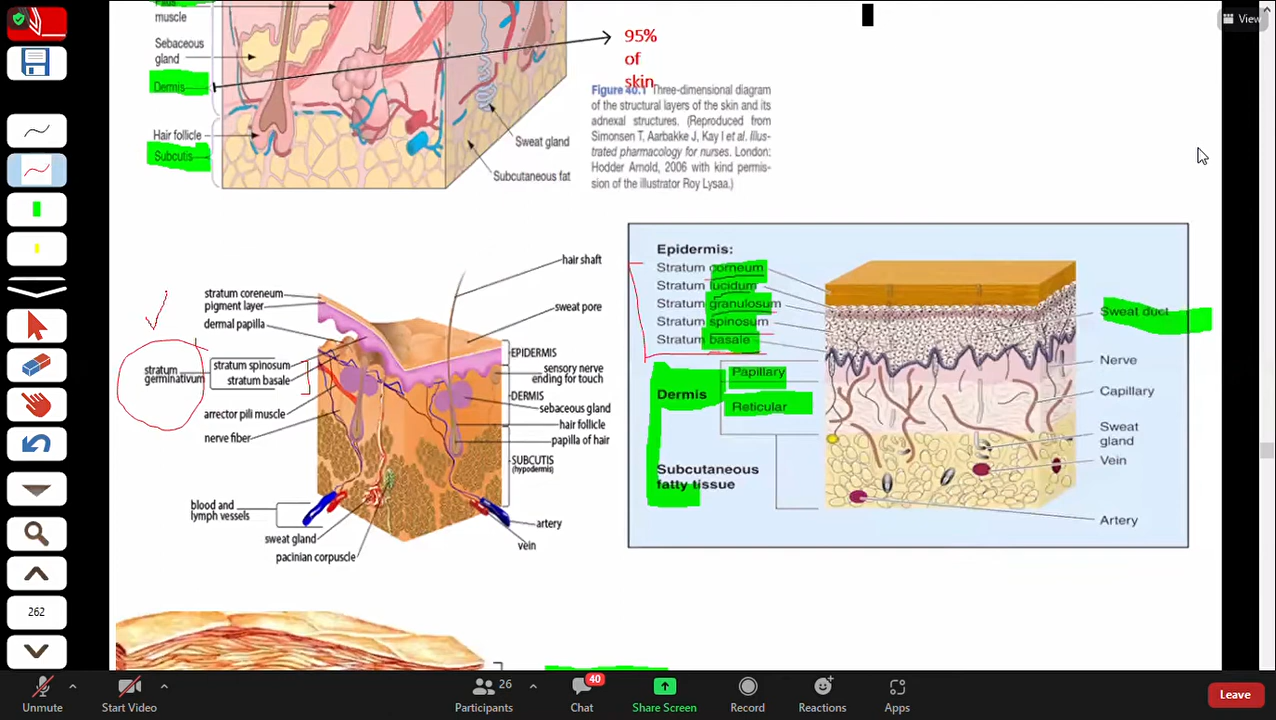 View
muscle
Sebaceous
gland
Dermis
Hair follicle
Subcutis
Sweat gland
Subcutaneous fat
95%
of
skin
Figure 40.1 Three-dimensional diagram
of the structural layers of the skin and its
adnexal structures. (Reproduced from
Simonsen T, Aarbakke J, Kay I et al. Illus-
trated pharmacology for nurses. London:
Hodder Arnold, 2006 with kind permis-
sion of the illustrator Roy Lysaa.)
hair shaft
stratum coreneum
pigment layer
sweat pore
dermal papilla
EPIDERMIS
stratum spinosum
stratum
germinativum
stratum basale
sensory nerve
ending for touch
DERMIS
arrector pili muscle
sebaceous gland
hair follicle
nerve fiber
papilla of hair
SUBCUTIS
(hypodermis)
blood and
lymph vessels
artery
sweat gland
vein
pacinian corpuscle
Epidermis:
Stratum corneum
Stratum lucidum
Stratum granulosum
Stratum spinosum
Stratum basale
Papillary
Dermis
Reticular
Subcutaneous
fatty tissue
Sweat duct
Nerve
Capillary
Sweat
gland
Vein
Artery
262
Unmute
Start Video
26
Participants
40
Chat
Share Screen
Record
Reactions
Apps
Leave